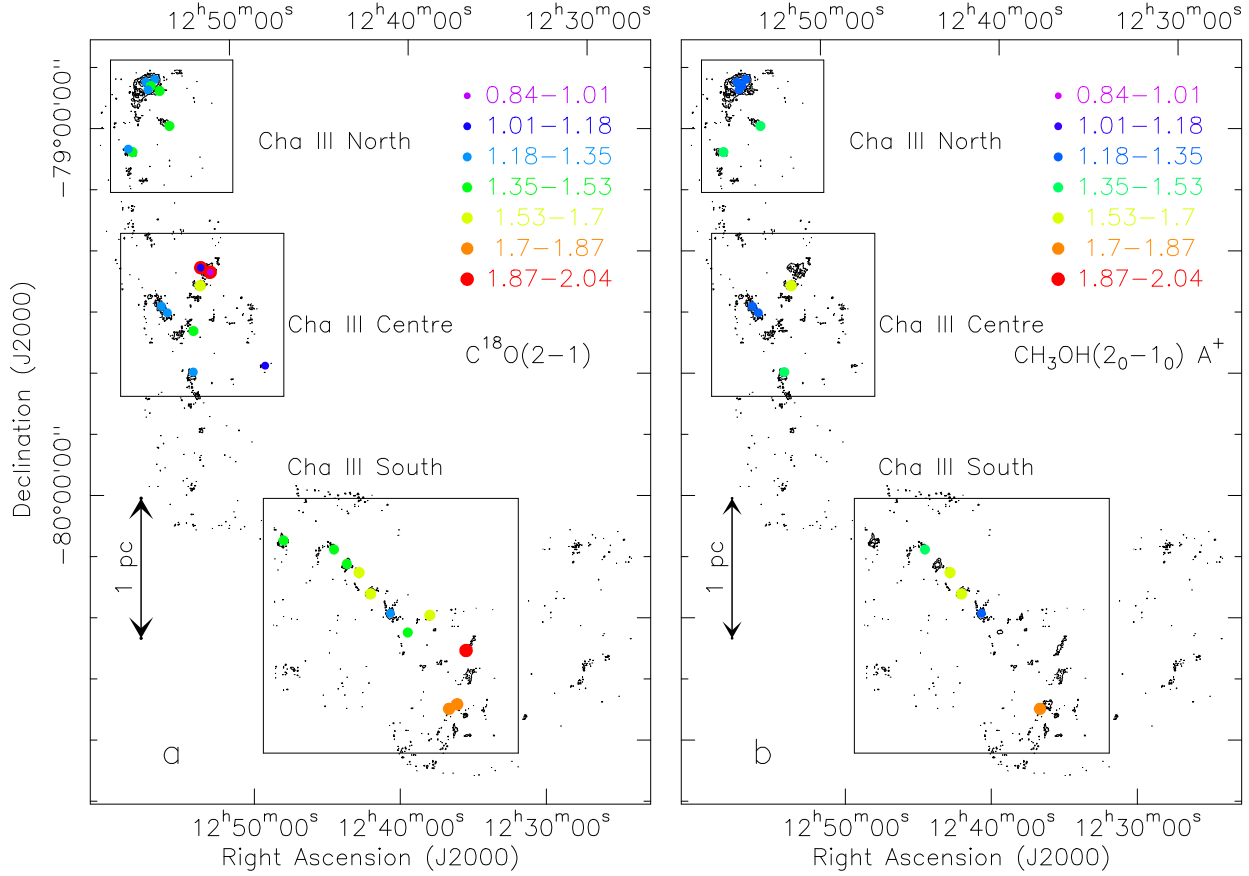 12ʰ50ᵐ00ˢ 12ʰ40ᵐ00ˢ 12ʰ30ᵐ00ˢ
12ʰ50ᵐ00ˢ 12ʰ40ᵐ00ˢ 12ʰ30ᵐ00ˢ
Declination (J2000)
−79°00'00"
−80°00'00"
0.84−1.01
1.01−1.18
1.18−1.35
1.35−1.53
1.53−1.7
1.7−1.87
1.87−2.04
Cha III North
Cha III Centre
C¹⁸O(2−1)
Cha III South
1 pc
a
12ʰ50ᵐ00ˢ 12ʰ40ᵐ00ˢ 12ʰ30ᵐ00ˢ
Right Ascension (J2000)
0.84−1.01
1.01−1.18
1.18−1.35
1.35−1.53
1.53−1.7
1.7−1.87
1.87−2.04
Cha III North
Cha III Centre
CH₃OH(2₀−1₀) A⁺
Cha III South
1 pc
b
12ʰ50ᵐ00ˢ 12ʰ40ᵐ00ˢ 12ʰ30ᵐ00ˢ
Right Ascension (J2000)